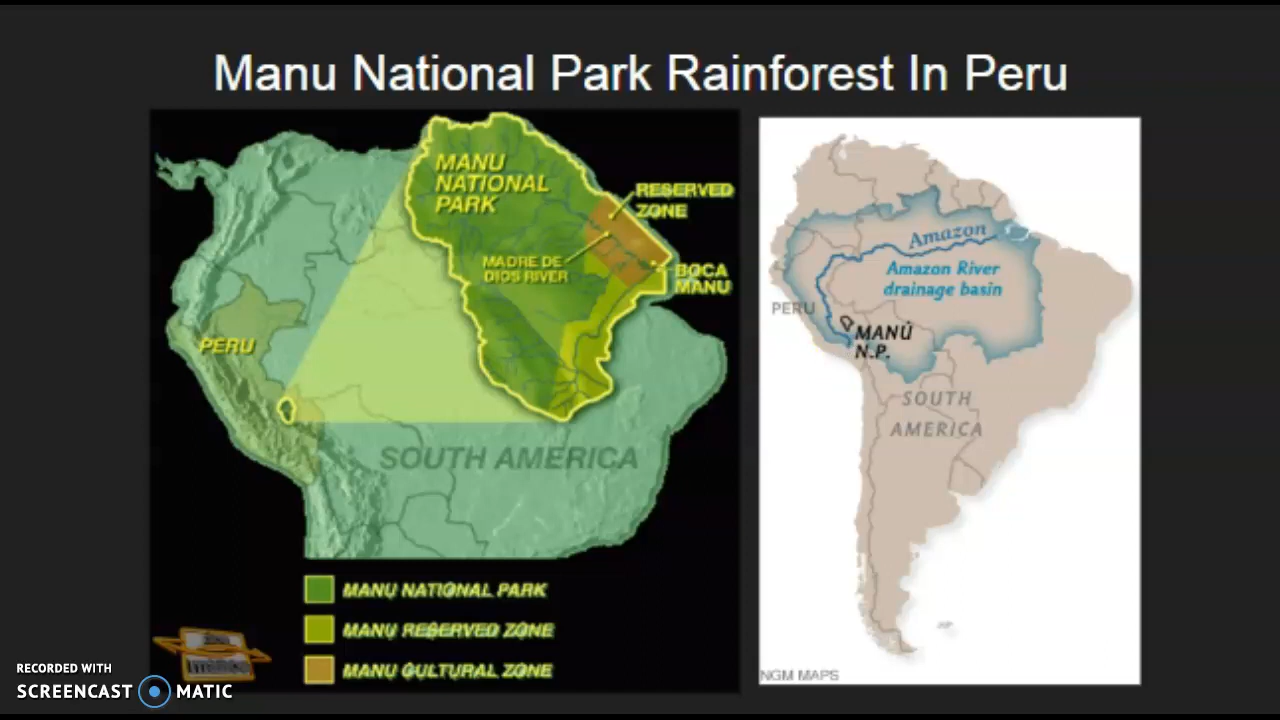 Manu National Park Rainforest In Peru
MANU
NATIONAL
PARK
RESERVED
ZONE
MADRE DE
DIOS RIVER
BOCA
MANU
PERU
SOUTH AMERICA
MANU NATIONAL PARK
MANU RESERVED ZONE
MANU CULTURAL ZONE
Amazon
Amazon River
drainage basin
PERU
MANÚ
N.P.
SOUTH
AMERICA
NGM MAPS
RECORDED WITH
SCREENCAST MATIC